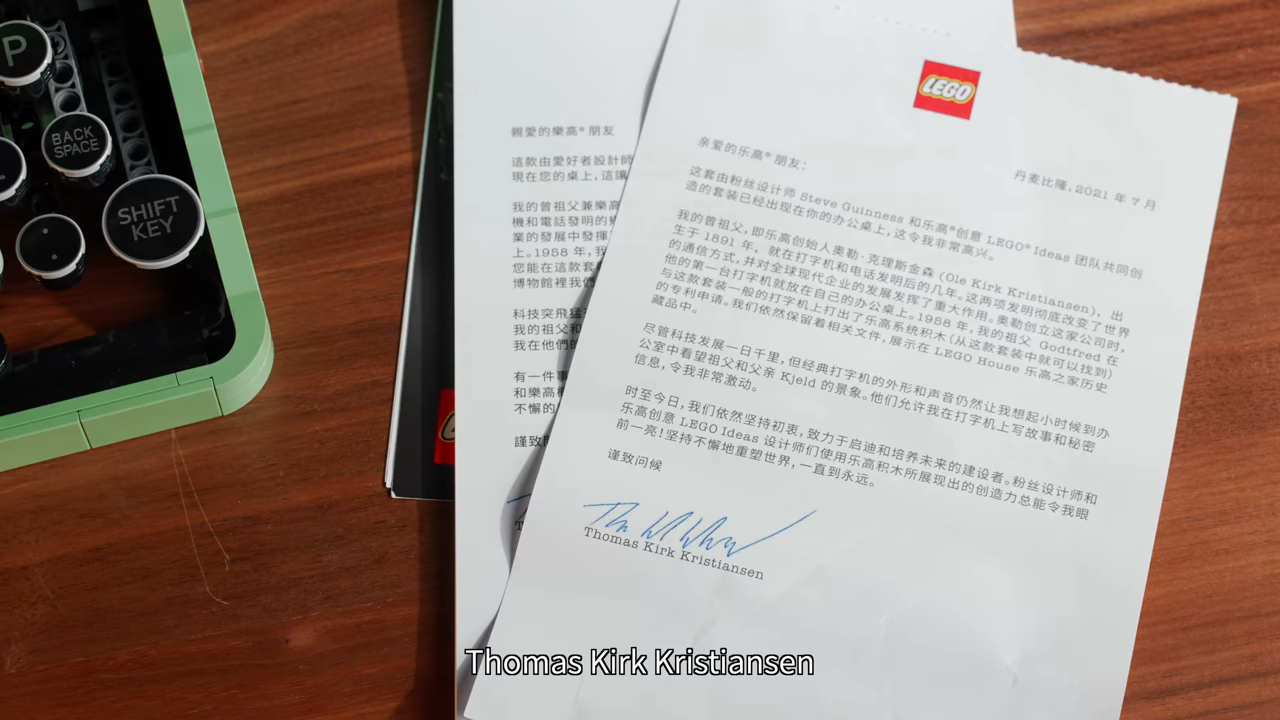 P
BACK
SPACE
SHIFT
KEY
LEGO
親愛的樂高® 朋友
這款由愛好者設計師
現在您的桌上,這讓
我的曾祖父兼樂高
機和電話發明的
業的發展中發揮
上。1958 年,我
您能在這款套
博物館裡我們
科技突飛猛
我的祖父和
我在他們的
有一件事
和樂高
不懈的
謹致
亲爱的乐高® 朋友:
丹麦比隆,2021 年 7 月
这套由粉丝设计师 Steve Guinness 和乐高®创意 LEGO® Ideas 团队共同创
造的套装已经出现在你的办公桌上,这令我非常高兴。
我的曾祖父,即乐高创始人奥勒·克理斯金森 (Ole Kirk Kristiansen), 出
生于 1891 年, 就在打字机和电话发明后的几年。这两项发明彻底改变了世界
的通信方式,并对全球现代企业的发展发挥了重大作用。奥勒创立这家公司时,
他的第一台打字机就放在自己的办公桌上。1958 年,我的祖父 Godtfred 在
与这款套装一般的打字机上打出了乐高系统积木(从这款套装中就可以找到)
的专利申请。我们依然保留着相关文件,展示在 LEGO House 乐高之家历史
藏品中。
尽管科技发展一日千里,但经典打字机的外形和声音仍然让我想起小时候到办
公室中看望祖父和父亲 Kjeld 的景象。他们允许我在打字机上写故事和秘密
信息,令我非常激动。
时至今日,我们依然坚持初衷,致力于启迪和培养未来的建设者。粉丝设计师和
乐高创意 LEGO Ideas 设计师们使用乐高积木所展现出的创造力总能令我眼
前一亮!坚持不懈地重塑世界,一直到永远。
谨致问候
Thomas Kirk Kristiansen
Thomas Kirk Kristiansen